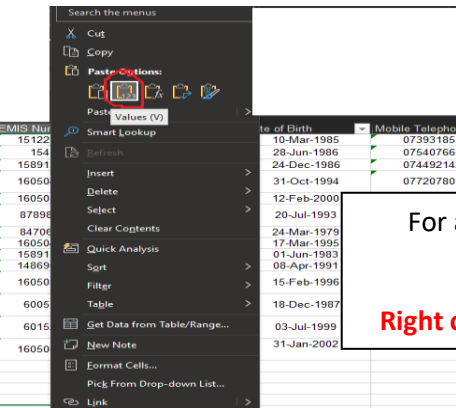 Search the menus
Cut
Copy
Paste Options:
Values (V)
Smart Lookup
Refresh
Insert
Delete
Select
Clear Contents
Quick Analysis
Sort
Filter
Table
Get Data from Table/Range...
New Note
Format Cells...
Pick From Drop-down List...
Link
EMIS
15122
154
15891
16050
16050
87898
84706
16050
15891
14869
16050
6005
6015
16050
of Birth Mobile
10-Mar-1985 07393185
28-Jun-1986 07540766
24-Dec-1986 07449214
31-Oct-1994 07720780
12-Feb-2000
20-Jul-1993
24-Mar-1979
17-Mar-1995
01-Jun-1983
08-Apr-1991
15-Feb-1996
18-Dec-1987
03-Jul-1999
31-Jan-2002
For
Right